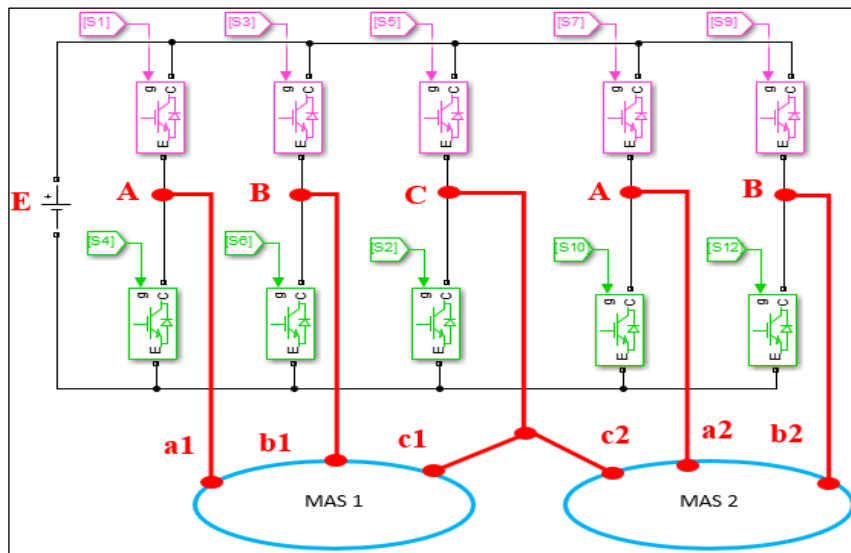 [S1] [S3] [S5] [S7] [S9]
g C g C g C g C g C
E E E E E
E + A B C A B
[S4] [S6] [S2] [S10] [S12]
g C g C g C g C g C
E E E E E
a1 b1 c1 c2 a2 b2
MAS 1 MAS 2